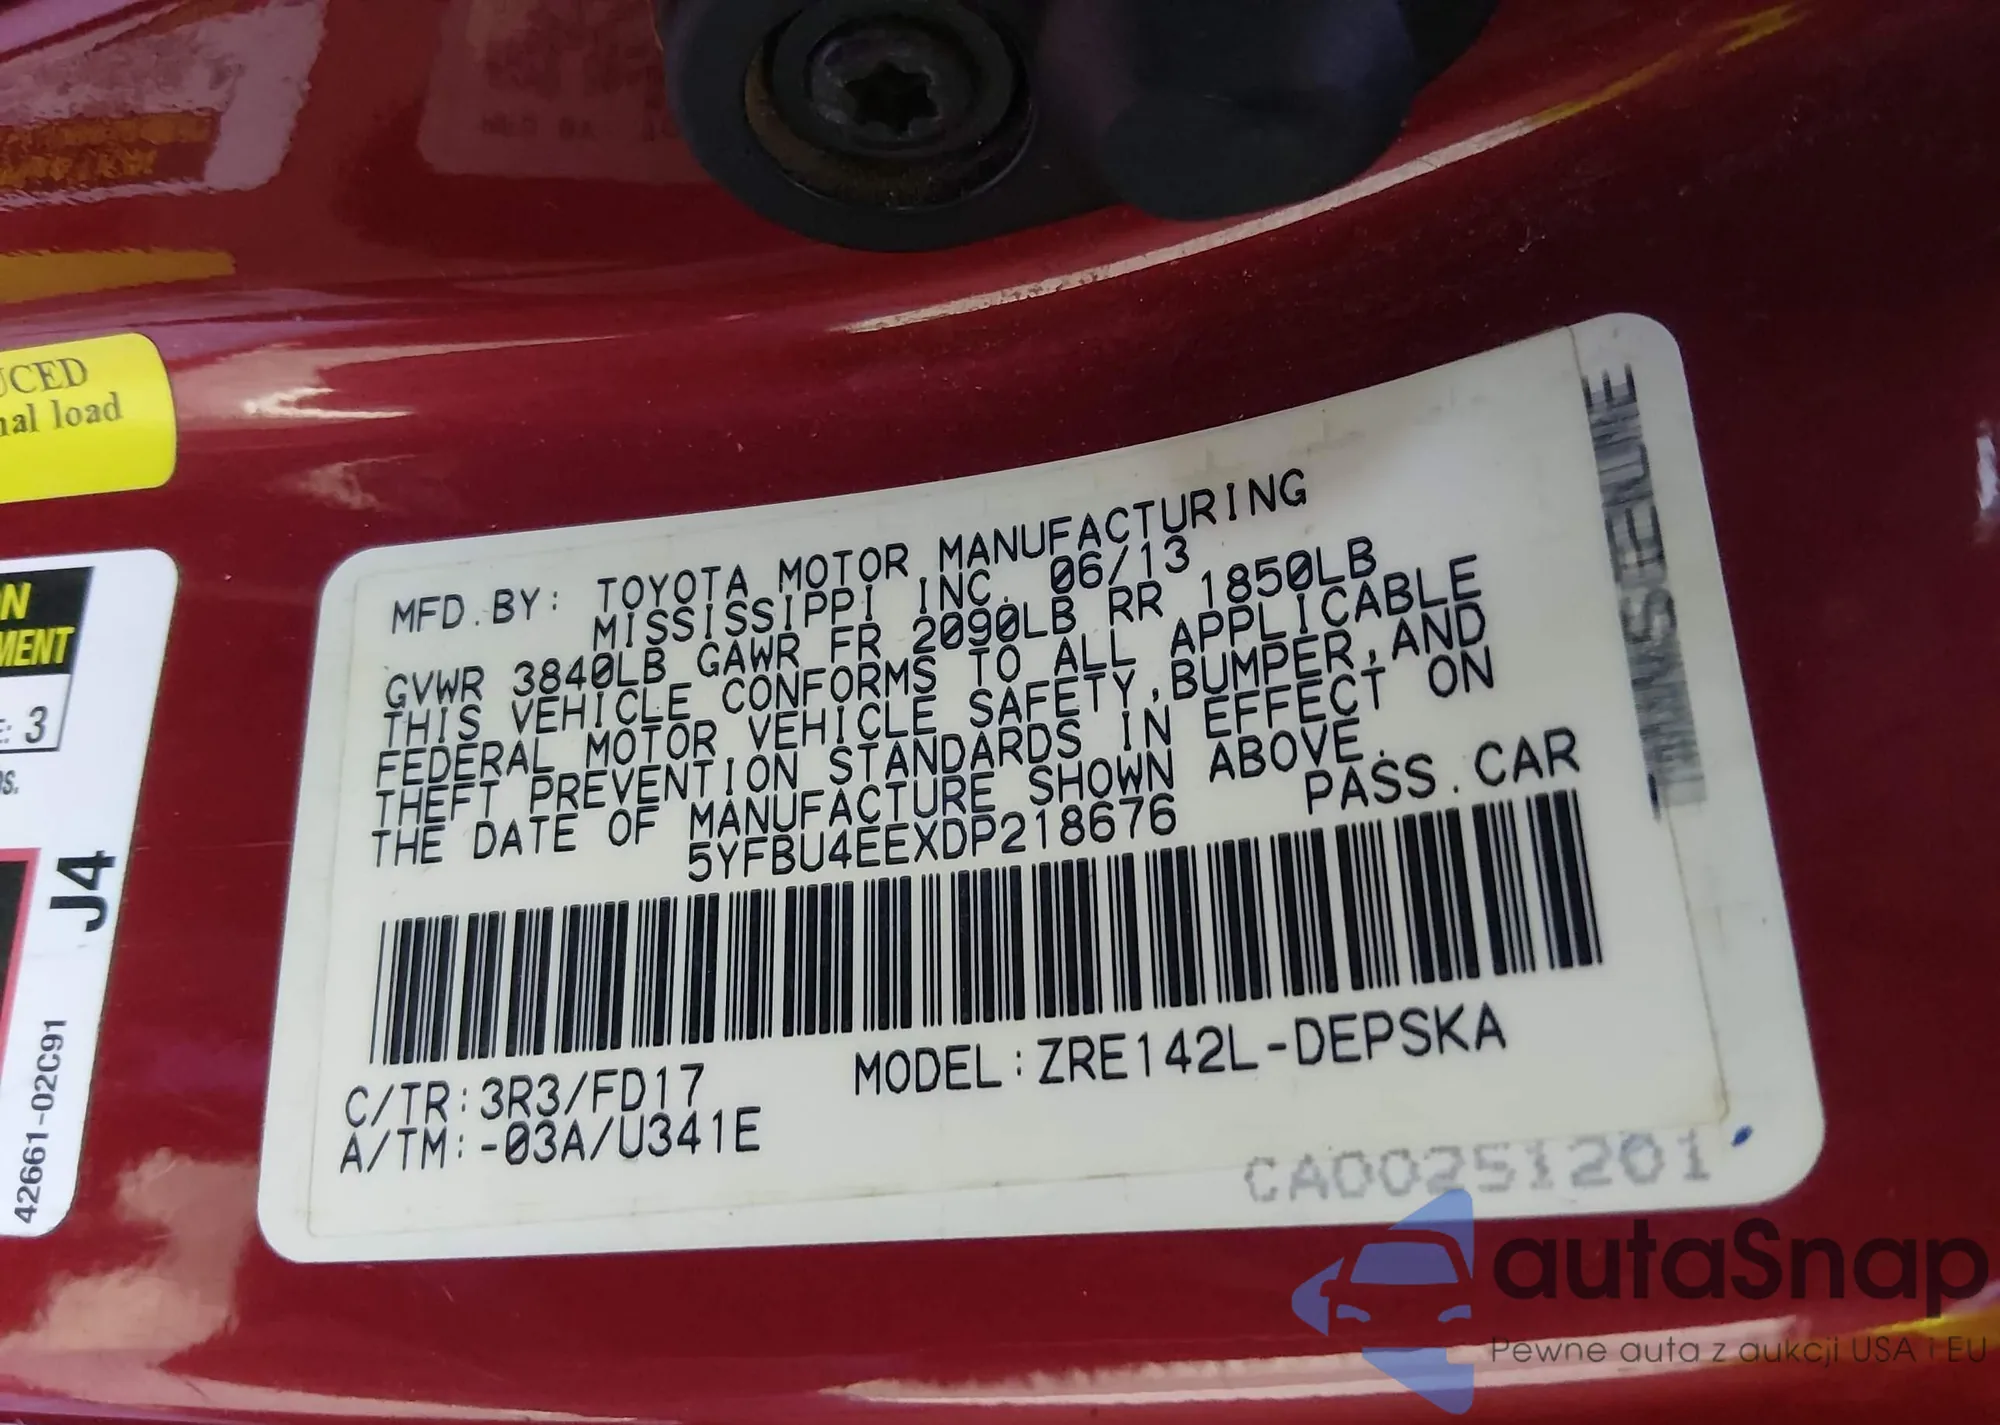 UCED
nal load
ON
MENT
E: 3
os.
J4
42661-02C91
MFD.BY: TOYOTA MOTOR MANUFACTURING
MISSISSIPPI INC. 06/13
GVWR 3840LB GAWR FR 2090LB RR 1850LB
THIS VEHICLE CONFORMS TO ALL APPLICABLE
FEDERAL MOTOR VEHICLE SAFETY,BUMPER,AND
THEFT PREVENTION STANDARDS IN EFFECT ON
THE DATE OF MANUFACTURE SHOWN ABOVE.
5YFBU4EEXDP218676 PASS.CAR
C/TR:3R3/FD17 MODEL:ZRE142L-DEPSKA
A/TM:-03A/U341E
CA00251201
autaSnap
Pewne auta z aukcji USA i EU